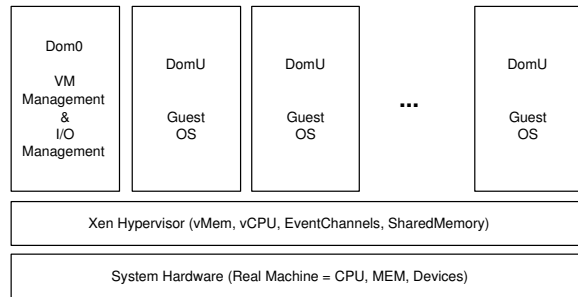 Dom0
VM
Management
&
I/O
Management
DomU
Guest
OS
DomU
Guest
OS
...
DomU
Guest
OS
Xen Hypervisor (vMem, vCPU, EventChannels, SharedMemory)
System Hardware (Real Machine = CPU, MEM, Devices)